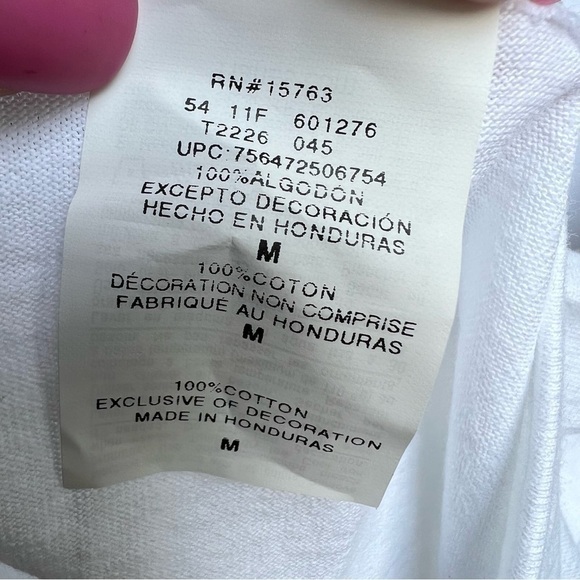 RN#15763
54 11F 601276
T2226 045
UPC:756472506754
100%ALGODON
EXCEPTO DECORACIÓN
HECHO EN HONDURAS
M
100%COTON
DÉCORATION NON COMPRISE
FABRIQUE AU HONDURAS
M
100%COTTON
EXCLUSIVE OF DECORATION
MADE IN HONDURAS
M